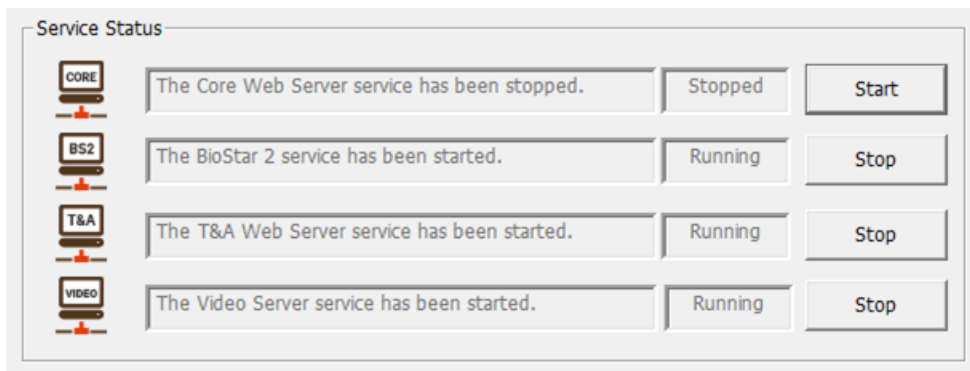 Service Status
CORE
The Core Web Server service has been stopped.
Stopped
Start
BS2
The BioStar 2 service has been started.
Running
Stop
T&A
The T&A Web Server service has been started.
Running
Stop
VIDEO
The Video Server service has been started.
Running
Stop